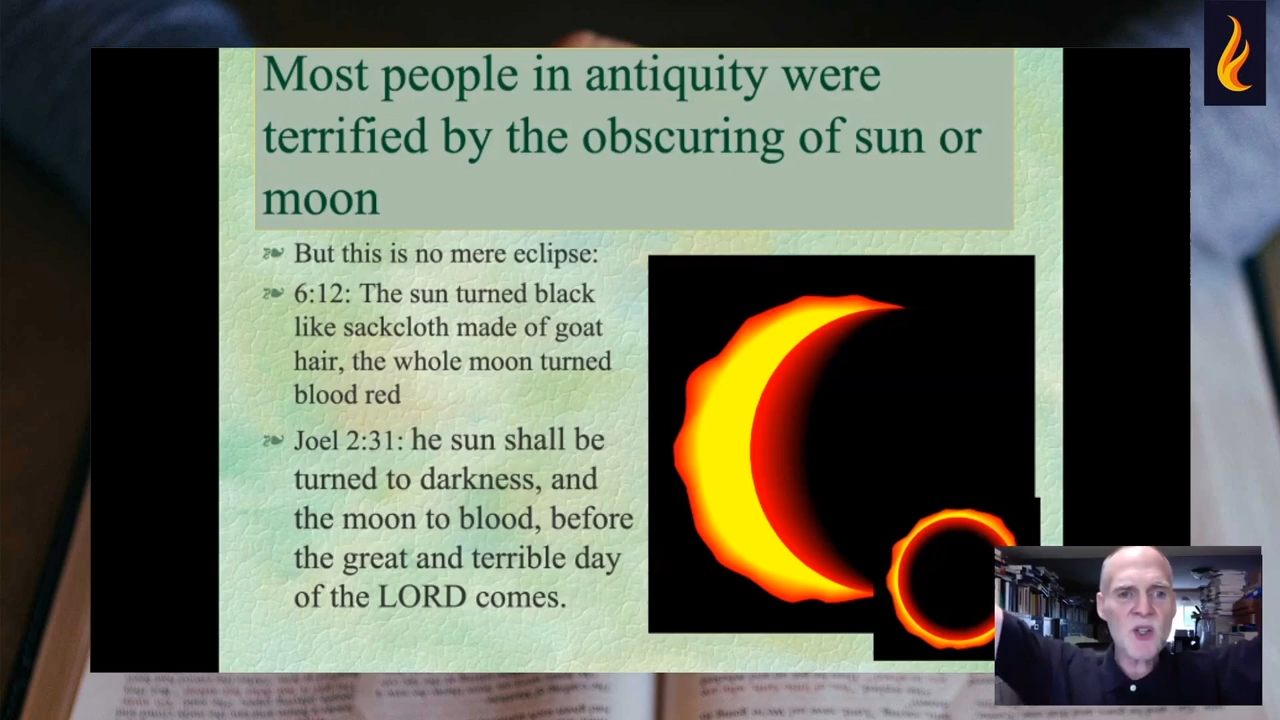 Most people in antiquity were
terrified by the obscuring of sun or
moon
But this is no mere eclipse:
6:12: The sun turned black
like sackcloth made of goat
hair, the whole moon turned
blood red
Joel 2:31: he sun shall be
turned to darkness, and
the moon to blood, before
the great and terrible day
of the LORD comes.